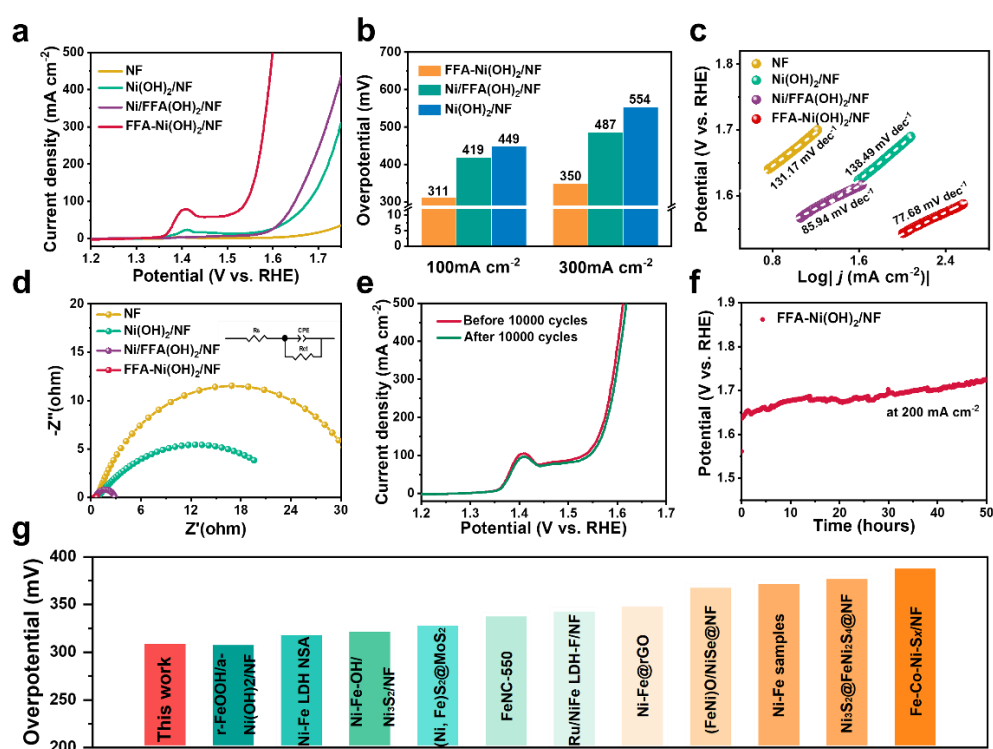 a
Current density (mA cm⁻²)
500
400
300
200
100
0
NF
Ni(OH)₂/NF
Ni/FFA(OH)₂/NF
FFA-Ni(OH)₂/NF
1.2 1.3 1.4 1.5 1.6 1.7
Potential (V vs. RHE)
b
Overpotential (mV)
600
500
400
300
10
5
0
FFA-Ni(OH)₂/NF
Ni/FFA(OH)₂/NF
Ni(OH)₂/NF
311
419
449
350
487
554
100mA cm⁻² 300mA cm⁻²
c
Potential (V vs. RHE)
1.8
1.7
1.6
NF
Ni(OH)₂/NF
Ni/FFA(OH)₂/NF
FFA-Ni(OH)₂/NF
131.17 mV dec⁻¹
138.49 mV dec⁻¹
85.94 mV dec⁻¹
77.68 mV dec⁻¹
0.8 1.6 2.4
Log| j (mA cm⁻²)|
d
-Z"(ohm)
20
16
12
8
4
0
NF
Ni(OH)₂/NF
Ni/FFA(OH)₂/NF
FFA-Ni(OH)₂/NF
Rs
CPE
Rct
0 6 12 18 24 30
Z'(ohm)
e
Current density (mA cm⁻²)
500
400
300
200
100
0
Before 10000 cycles
After 10000 cycles
1.2 1.3 1.4 1.5 1.6 1.7
Potential (V vs. RHE)
f
Potential (V vs. RHE)
1.9
1.8
1.7
1.6
1.5
FFA-Ni(OH)₂/NF
at 200 mA cm⁻²
0 10 20 30 40 50
Time (hours)
g
Overpotential (mV)
400
350
300
250
200
This work
r-FeOOH/a-
Ni(OH)2/NF
Ni-Fe LDH NSA
Ni-Fe-OH/
Ni₃S₂/NF
(Ni, Fe)S₂@MoS₂
FeNC-550
Ru/NiFe LDH-F/NF
Ni-Fe@rGO
(FeNi)O/NiSe@NF
Ni-Fe samples
Ni₃S₂@FeNi₂S₄@NF
Fe-Co-Ni-Sₓ/NF